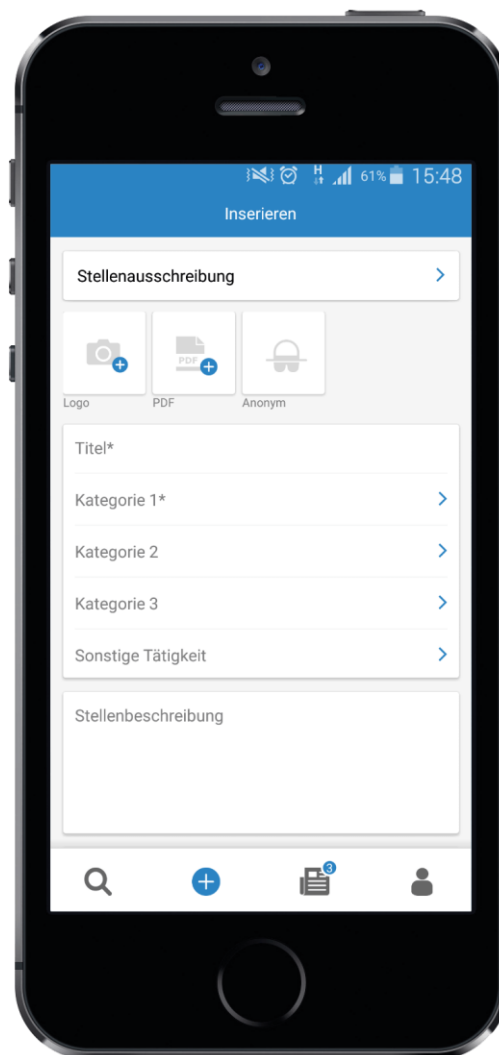 H 61% 15:48
Inserieren
Stellenausschreibung
PDF
Logo PDF Anonym
Titel*
Kategorie 1*
Kategorie 2
Kategorie 3
Sonstige Tätigkeit
Stellenbeschreibung
3